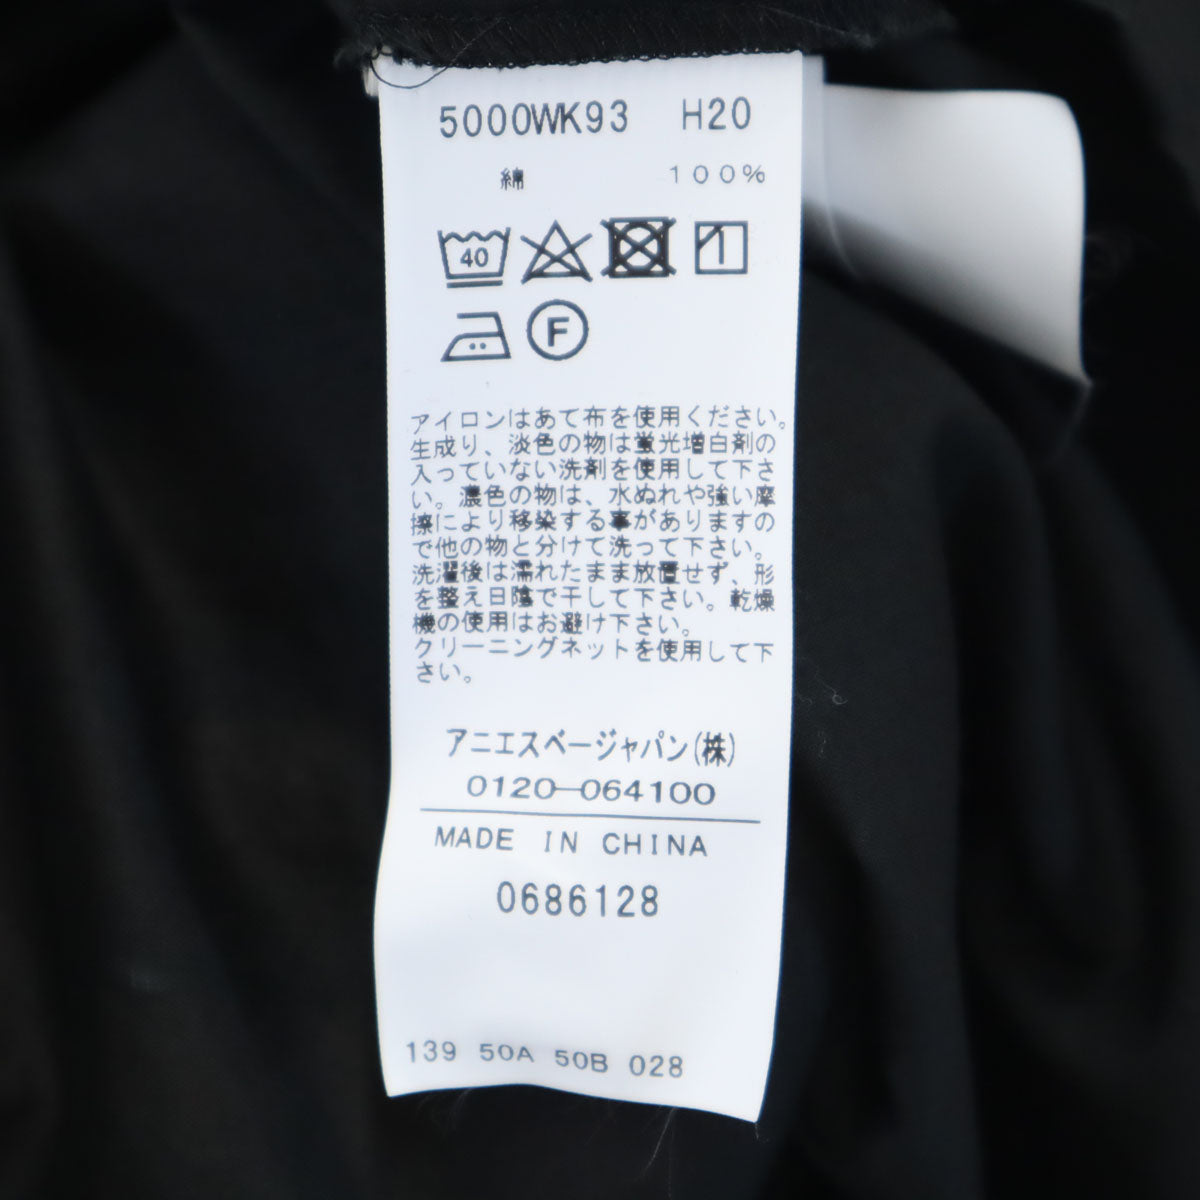 5000WK93 H20
綿 100%
40
F
アイロンはあて布を使用ください。
生成り、淡色の物は蛍光増白剤の
入っていない洗剤を使用して下さ
い。濃色の物は、水ぬれや強い摩
擦により移染する事がありますの
で他の物と分けて洗って下さい。
洗濯後は濡れたまま放置せず、形
を整え日陰で干して下さい。乾燥
機の使用はお避け下さい。
クリーニングネットを使用して下
さい。
アニエスベージャパン(株)
0120-064100
MADE IN CHINA
0686128
139 50A 50B 028